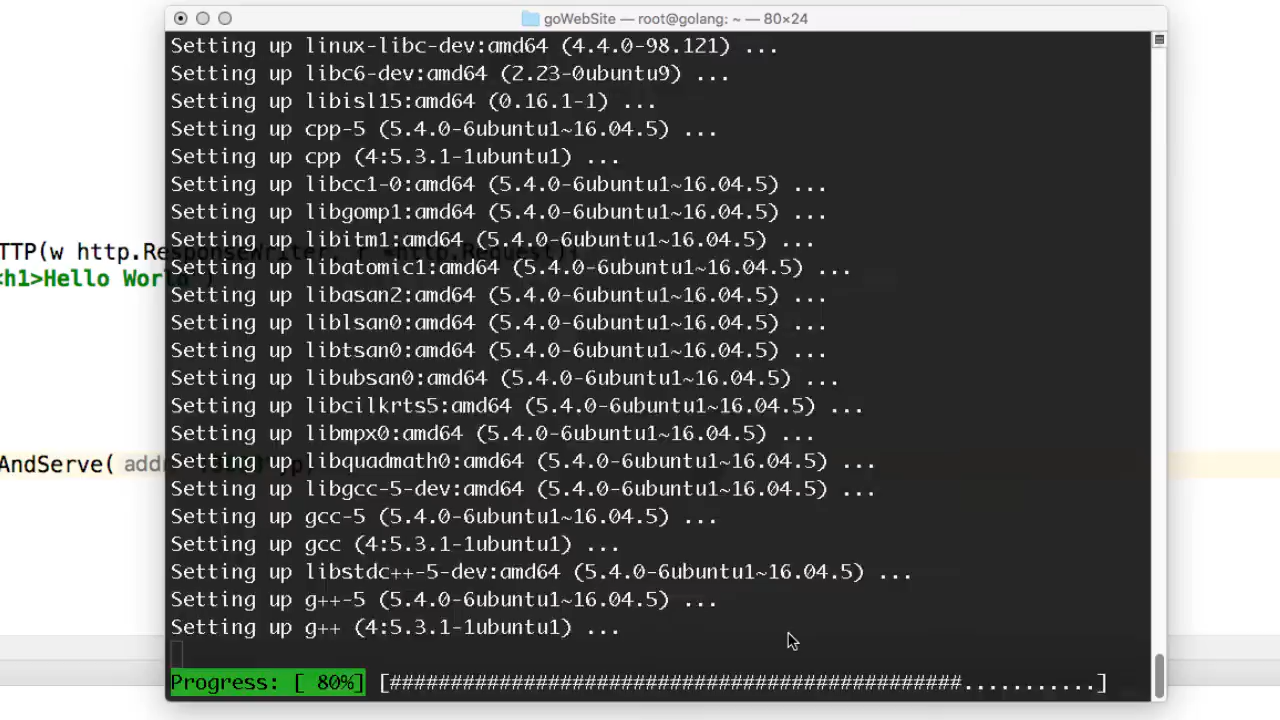 goWebSite — root@golang: ~ — 80×24
Setting up linux-libc-dev:amd64 (4.4.0-98.121) ...
Setting up libc6-dev:amd64 (2.23-0ubuntu9) ...
Setting up libisl15:amd64 (0.16.1-1) ...
Setting up cpp-5 (5.4.0-6ubuntu1~16.04.5) ...
Setting up cpp (4:5.3.1-1ubuntu1) ...
Setting up libcc1-0:amd64 (5.4.0-6ubuntu1~16.04.5) ...
Setting up libgomp1:amd64 (5.4.0-6ubuntu1~16.04.5) ...
Setting up libitm1:amd64 (5.4.0-6ubuntu1~16.04.5) ...
TTP(w http.ResponseWriter, r *http.Request){
Setting up libatomic1:amd64 (5.4.0-6ubuntu1~16.04.5) ...
<h1>Hello World")
Setting up libasan2:amd64 (5.4.0-6ubuntu1~16.04.5) ...
Setting up liblsan0:amd64 (5.4.0-6ubuntu1~16.04.5) ...
Setting up libtsan0:amd64 (5.4.0-6ubuntu1~16.04.5) ...
Setting up libubsan0:amd64 (5.4.0-6ubuntu1~16.04.5) ...
Setting up libcilkrts5:amd64 (5.4.0-6ubuntu1~16.04.5) ...
Setting up libmpx0:amd64 (5.4.0-6ubuntu1~16.04.5) ...
Setting up libquadmath0:amd64 (5.4.0-6ubuntu1~16.04.5) ...
AndServe( add
Setting up libgcc-5-dev:amd64 (5.4.0-6ubuntu1~16.04.5) ...
Setting up gcc-5 (5.4.0-6ubuntu1~16.04.5) ...
Setting up gcc (4:5.3.1-1ubuntu1) ...
Setting up libstdc++-5-dev:amd64 (5.4.0-6ubuntu1~16.04.5) ...
Setting up g++-5 (5.4.0-6ubuntu1~16.04.5) ...
Setting up g++ (4:5.3.1-1ubuntu1) ...
Progress: [ 80%] [###############################################...........]